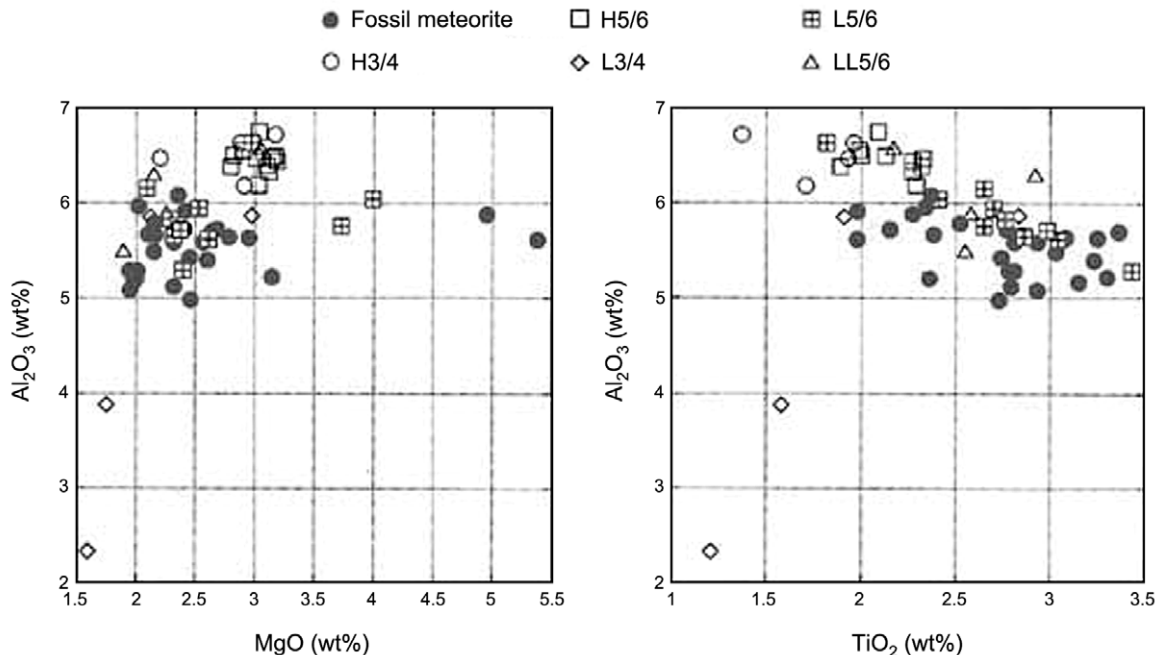 Fossil meteorite H5/6 L5/6
H3/4 L3/4 LL5/6
7
6
5
4
3
2
Al₂O₃ (wt%)
1.5 2 2.5 3 3.5 4 4.5 5 5.5
MgO (wt%)
7
6
5
4
3
2
Al₂O₃ (wt%)
1 1.5 2 2.5 3 3.5
TiO₂ (wt%)